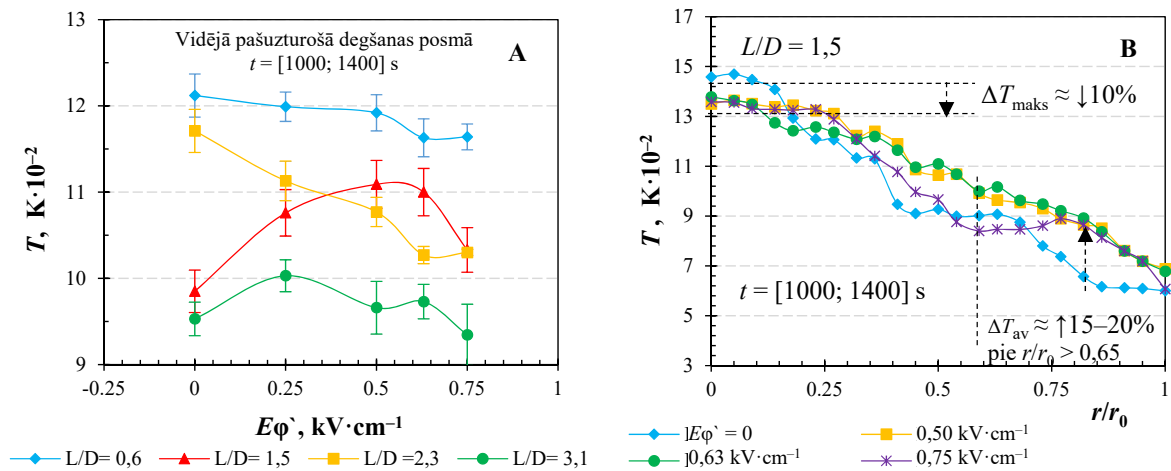 13
12
11
10
9
-0.25
0
0.25
0.5
0.75
T, K·10⁻²
Vidējā pašuzturošā degšanas posmā
t = [1000; 1400] s
A
Eφ`, kV·cm⁻¹
L/D= 0,6
L/D= 1,5
L/D =2,3
L/D= 3,1
17
15
13
11
9
7
5
3
0
0.25
0.5
0.75
1
T, K·10⁻²
L/D = 1,5
B
ΔTmaks ≈ ↓10%
t = [1000; 1400] s
ΔTav ≈ ↑15–20%
pie r/r₀ > 0,65
r/r₀
]Eφ` = 0
0,50 kV·cm⁻¹
]0,63 kV·cm⁻¹
0,75 kV·cm⁻¹